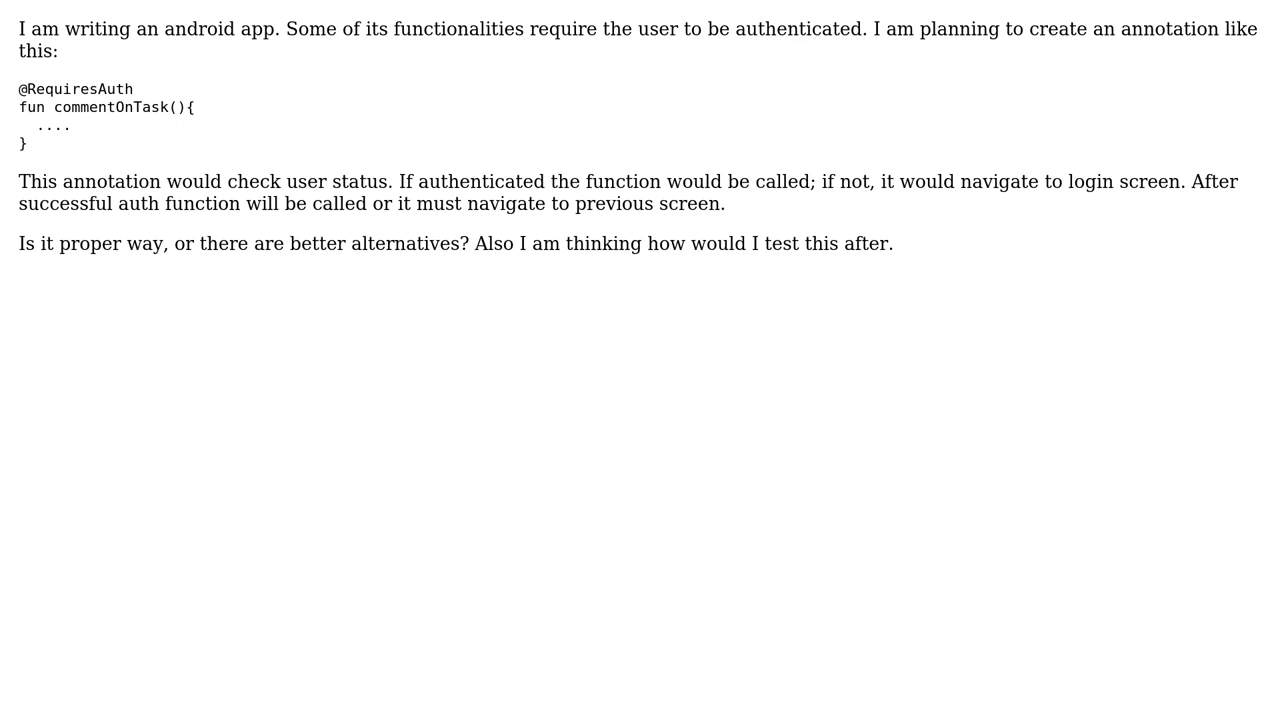 I am writing an android app. Some of its functionalities require the user to be authenticated. I am planning to create an annotation like
this:
@RequiresAuth
fun commentOnTask(){
  ....
}
This annotation would check user status. If authenticated the function would be called; if not, it would navigate to login screen. After
successful auth function will be called or it must navigate to previous screen.
Is it proper way, or there are better alternatives? Also I am thinking how would I test this after.